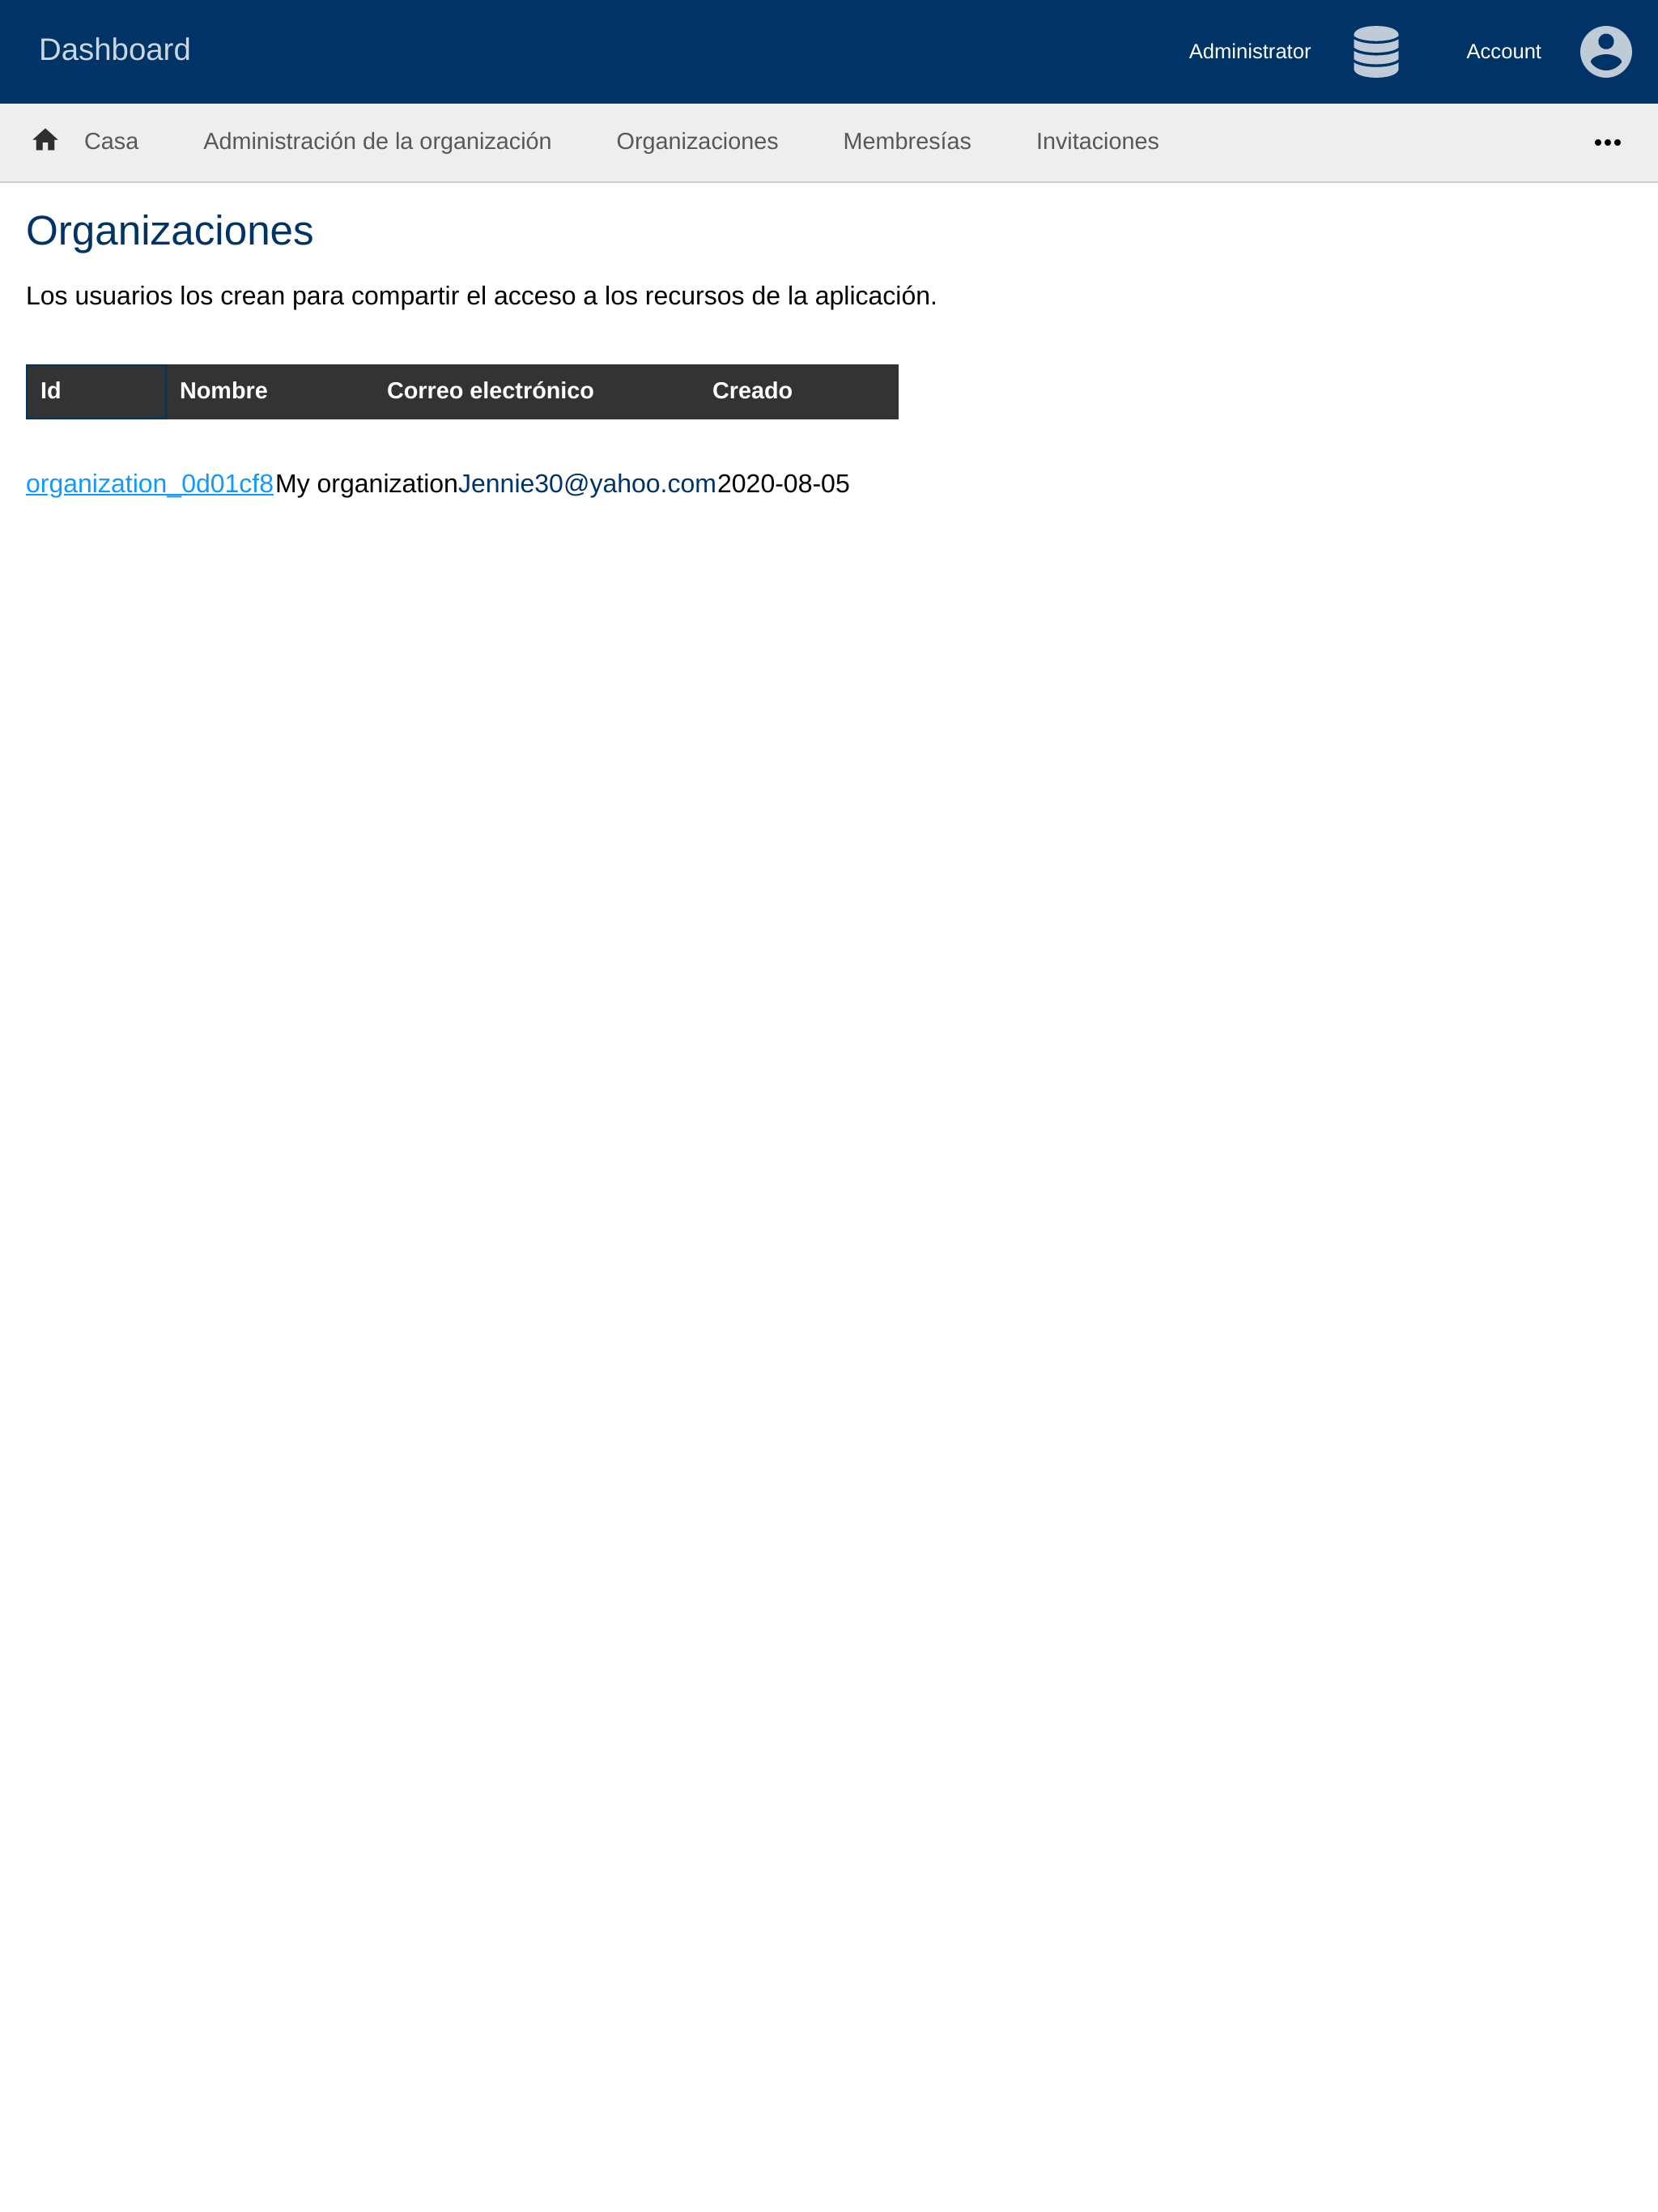 Dashboard Administrator Account
Casa Administración de la organización Organizaciones Membresías Invitaciones
Organizaciones
Los usuarios los crean para compartir el acceso a los recursos de la aplicación.
Id Nombre Correo electrónico Creado
organization_0d01cf8My organizationJennie30@yahoo.com2020-08-05